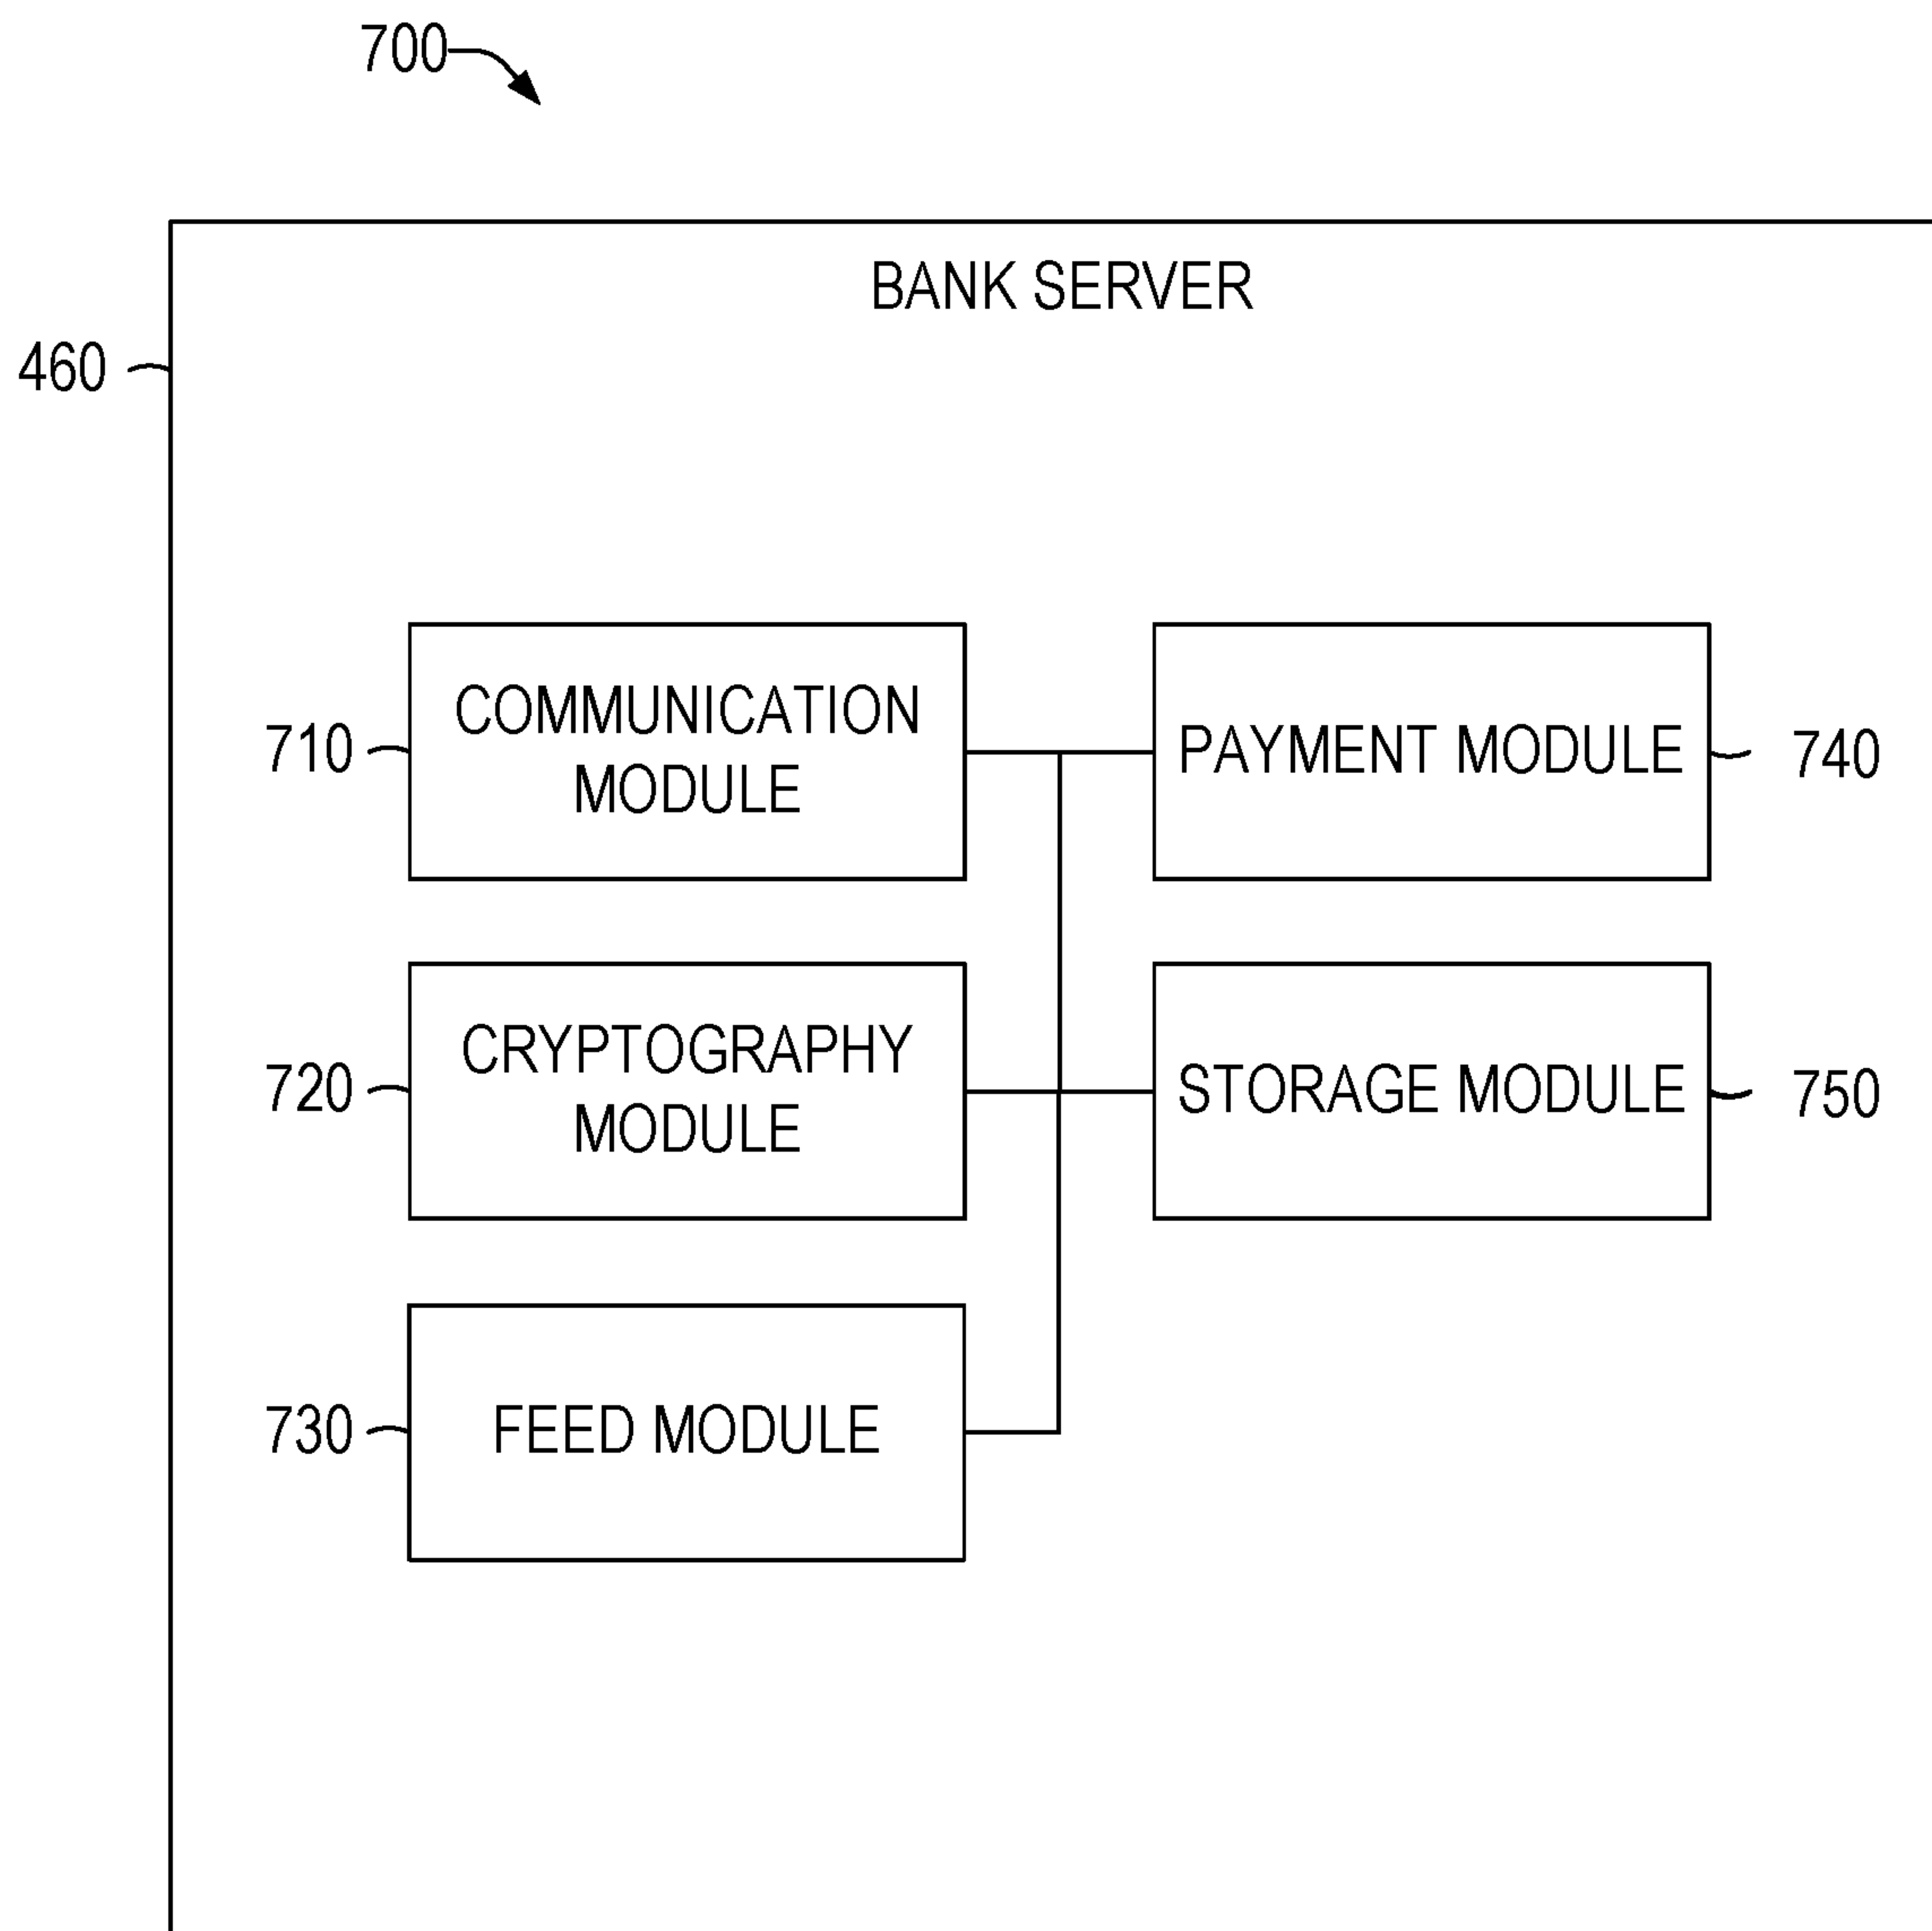 700
BANK SERVER
460
COMMUNICATION
MODULE
710
PAYMENT MODULE
740
CRYPTOGRAPHY
MODULE
720
STORAGE MODULE
750
730
FEED MODULE